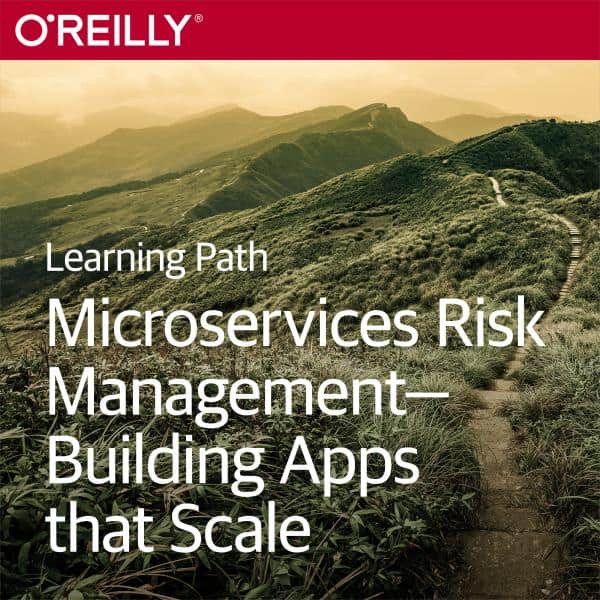 O'REILLY®
Learning Path
Microservices Risk
Management—
Building Apps
that Scale